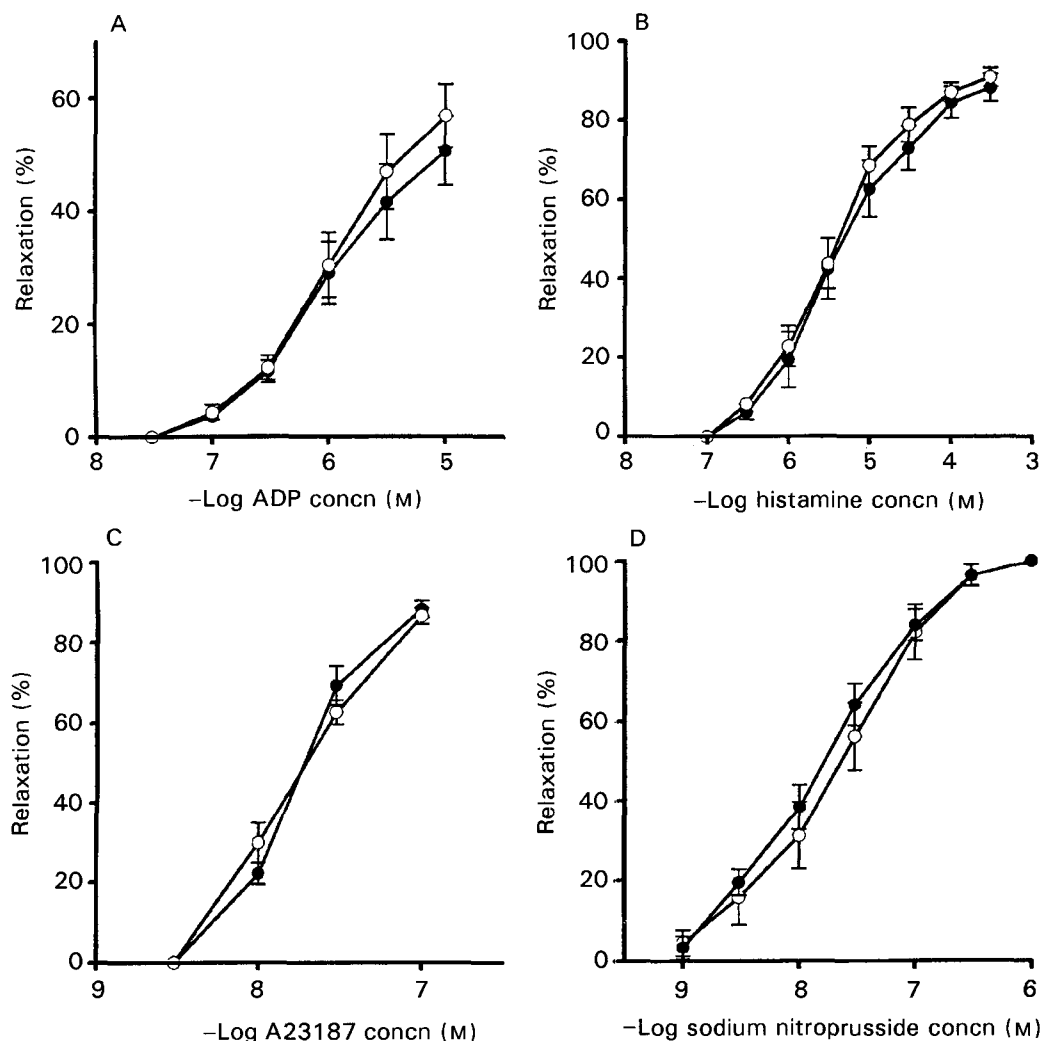 A
60
40
20
0
Relaxation (%)
8 7 6 5
–Log ADP concn (M)
B
100
80
60
40
20
0
Relaxation (%)
8 7 6 5 4 3
–Log histamine concn (M)
C
100
80
60
40
20
0
Relaxation (%)
9 8 7
–Log A23187 concn (M)
D
100
80
60
40
20
0
Relaxation (%)
9 8 7 6
–Log sodium nitroprusside concn (M)